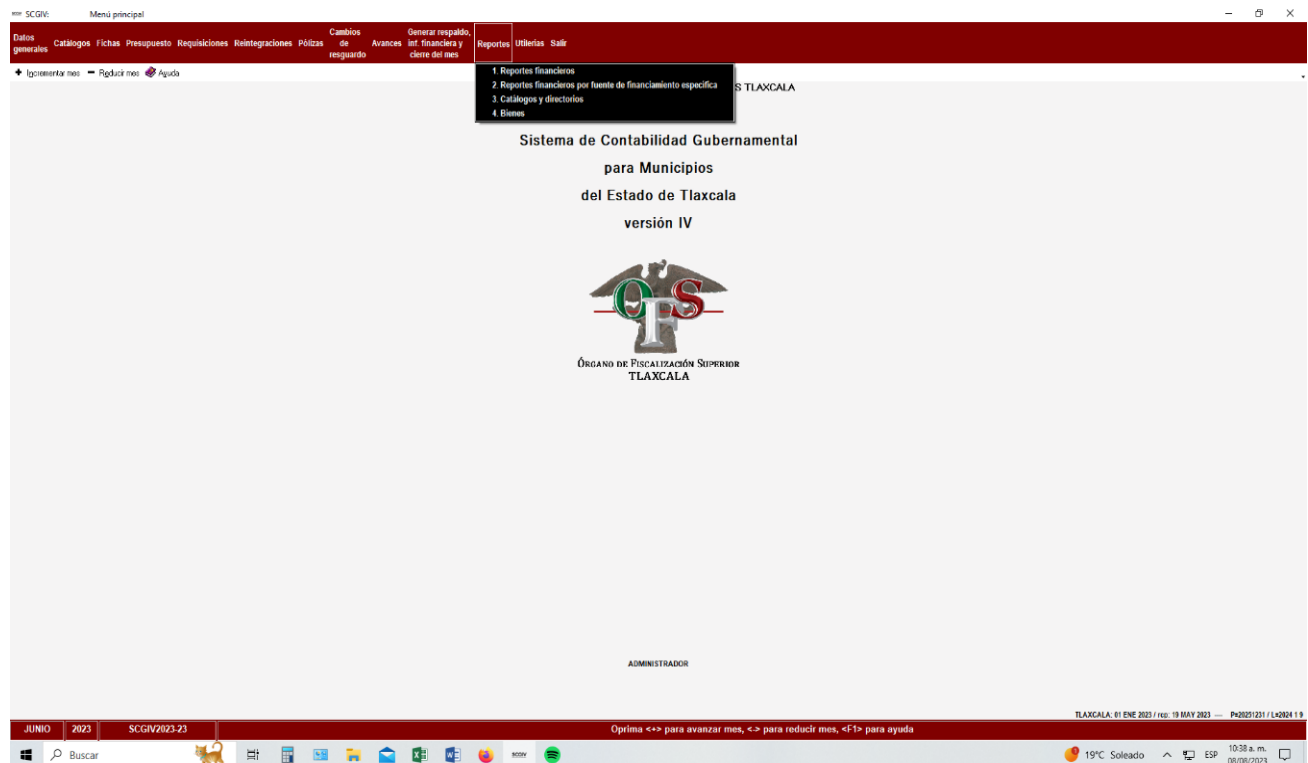 SCGIV: Menú principal
Datos generales Catálogos Fichas Presupuesto Requisiciones Reintegraciones Pólizas Cambios de resguardo Avances Generar respaldo, inf. financiera y cierre del mes Reportes Utilerías Salir
Incrementar mes Reducir mes Ayuda
1. Reportes financieros
2. Reportes financieros por fuente de financiamiento específica
3. Catálogos y directorios
4. Bienes
S TLAXCALA
Sistema de Contabilidad Gubernamental
para Municipios
del Estado de Tlaxcala
versión IV
OFS
ÓRGANO DE FISCALIZACIÓN SUPERIOR
TLAXCALA
ADMINISTRADOR
TLAXCALA: 01 ENE 2023 / rep: 19 MAY 2023 --- P=20251231 / L=2024 1 9
JUNIO 2023 SCGIV2023-23 Oprima <+> para avanzar mes, <-> para reducir mes, <F1> para ayuda
Buscar 19°C Soleado ESP 10:38 a. m.
08/08/2023